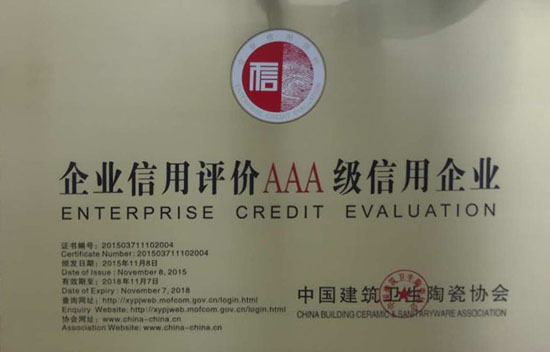 信
企业信用评价AAA级信用企业
ENTERPRISE CREDIT EVALUATION
证书编号：201503711102004
Certificate Number : 201503711102004
颁发日期：2015年11月8日
Date of Issue : November 8, 2015
有效期至：2018年11月7日
Date of Expiry : November 7, 2018
查询网址：http://xyppjweb.mofcom.gov.cn/login.html
Enquiry Website: http://xyppjweb.mofcom.gov.cn/login.html
协会网址：www.china-china.cn
Association Website: www.china-china.cn
中国建筑卫生陶瓷协会
CHINA BUILDING CERAMIC & SANITARYWARE ASSOCIATION